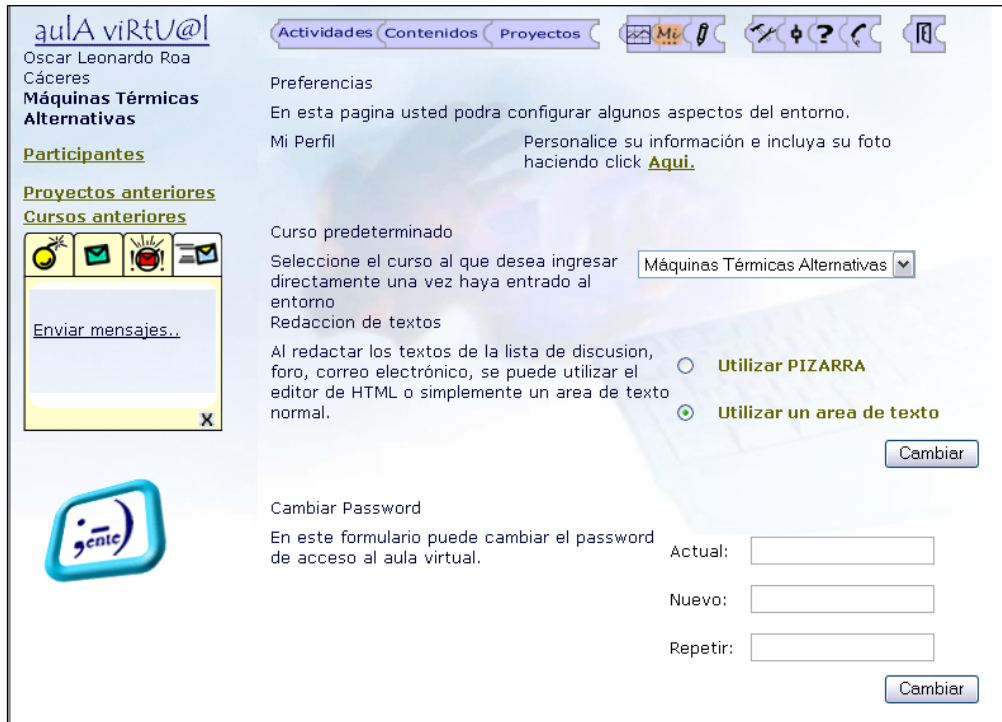 aulA viRtU@l
Oscar Leonardo Roa
Cáceres
Máquinas Térmicas
Alternativas
Participantes
Proyectos anteriores
Cursos anteriores
Enviar mensajes..
X
gente
Actividades Contenidos Proyectos Mi ?
Preferencias
En esta pagina usted podra configurar algunos aspectos del entorno.
Mi Perfil
Personalice su información e incluya su foto
haciendo click Aqui.
Curso predeterminado
Seleccione el curso al que desea ingresar
directamente una vez haya entrado al
entorno
Máquinas Térmicas Alternativas
Redaccion de textos
Al redactar los textos de la lista de discusion,
foro, correo electrónico, se puede utilizar el
editor de HTML o simplemente un area de texto
normal.
Utilizar PIZARRA
Utilizar un area de texto
Cambiar
Cambiar Password
En este formulario puede cambiar el password
de acceso al aula virtual.
Actual:
Nuevo:
Repetir:
Cambiar